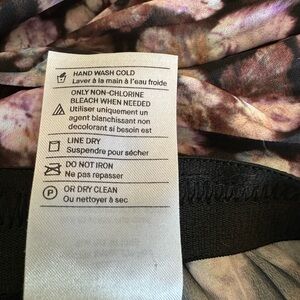 HAND WASH COLD
Laver à la main à l'eau froide
ONLY NON-CHLORINE
BLEACH WHEN NEEDED
Utiliser uniquement un
agent blanchissant non
decolorant si besoin est
LINE DRY
Suspendre pour sécher
DO NOT IRON
Ne pas repasser
P
OR DRY CLEAN
Ou nettoyer à sec